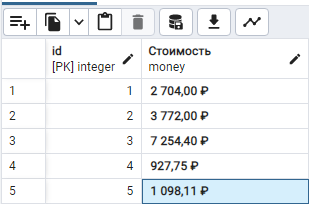 id Стоимость
[PK] integer money
1 1 2 704,00 ₽
2 2 3 772,00 ₽
3 3 7 254,40 ₽
4 4 927,75 ₽
5 5 1 098,11 ₽